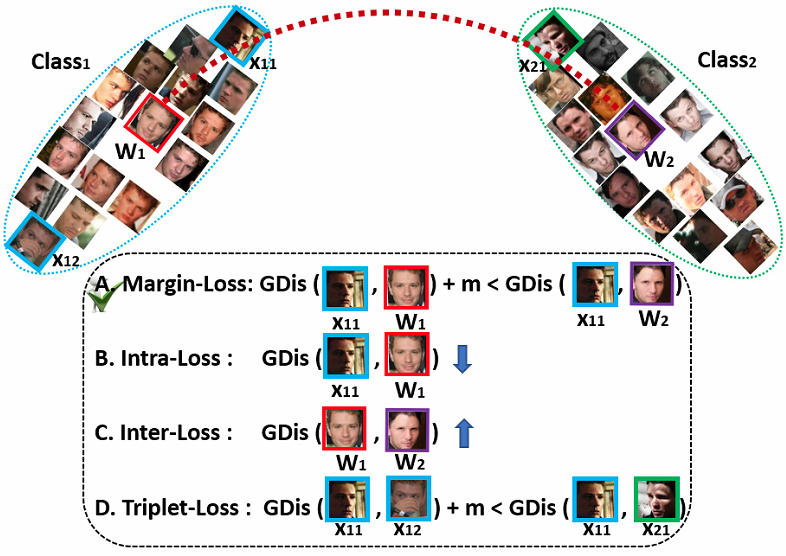 Class1
x11
W1
x12
Class2
x21
W2
A. Margin-Loss: GDis ( , ) + m < GDis ( , )
x11 W1 x11 W2
B. Intra-Loss : GDis ( , )
x11 W1
C. Inter-Loss : GDis ( , )
W1 W2
D. Triplet-Loss : GDis ( , ) + m < GDis ( , )
x11 x12 x11 x21